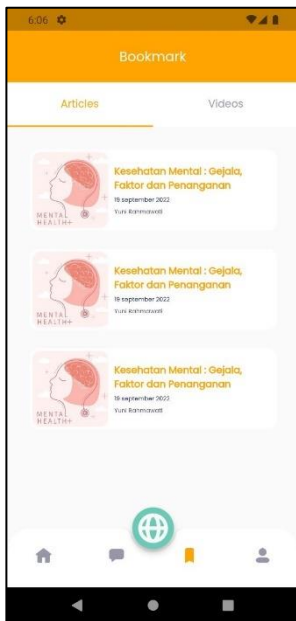 6:06
Bookmark
Articles Videos
Kesehatan Mental : Gejala,
Faktor dan Penanganan
19 september 2022
Yuni Rahmawati
MENTAL
HEALTH+
Kesehatan Mental : Gejala,
Faktor dan Penanganan
19 september 2022
Yuni Rahmawati
MENTAL
HEALTH+
Kesehatan Mental : Gejala,
Faktor dan Penanganan
19 september 2022
Yuni Rahmawati
MENTAL
HEALTH+